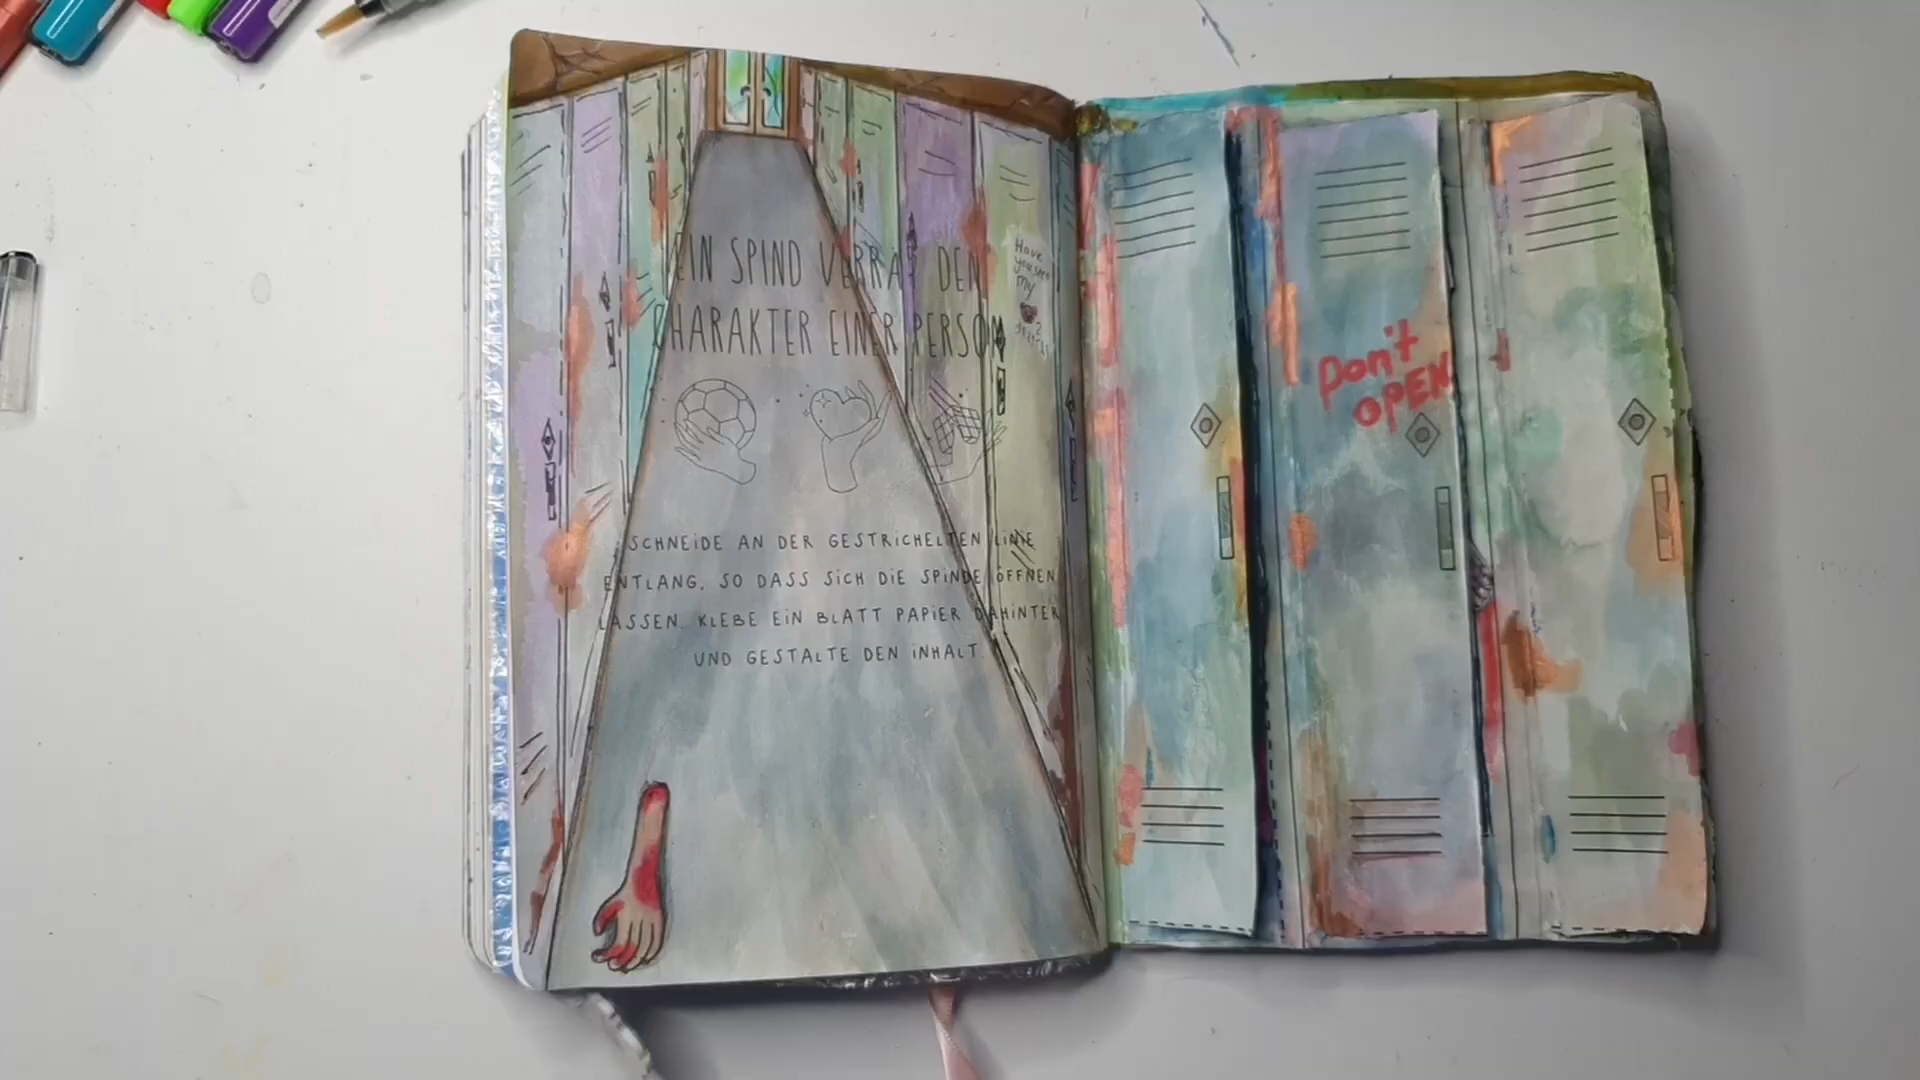 EIN SPIND VERRÄT DEN
CHARAKTER EINER PERSON
Have
you seen
my
SCHNEIDE AN DER GESTRICHELTEN LINIE
ENTLANG, SO DASS SICH DIE SPINDE ÖFFNEN
LASSEN. KLEBE EIN BLATT PAPIER DAHINTER
UND GESTALTE DEN INHALT.
Don't
OPEN